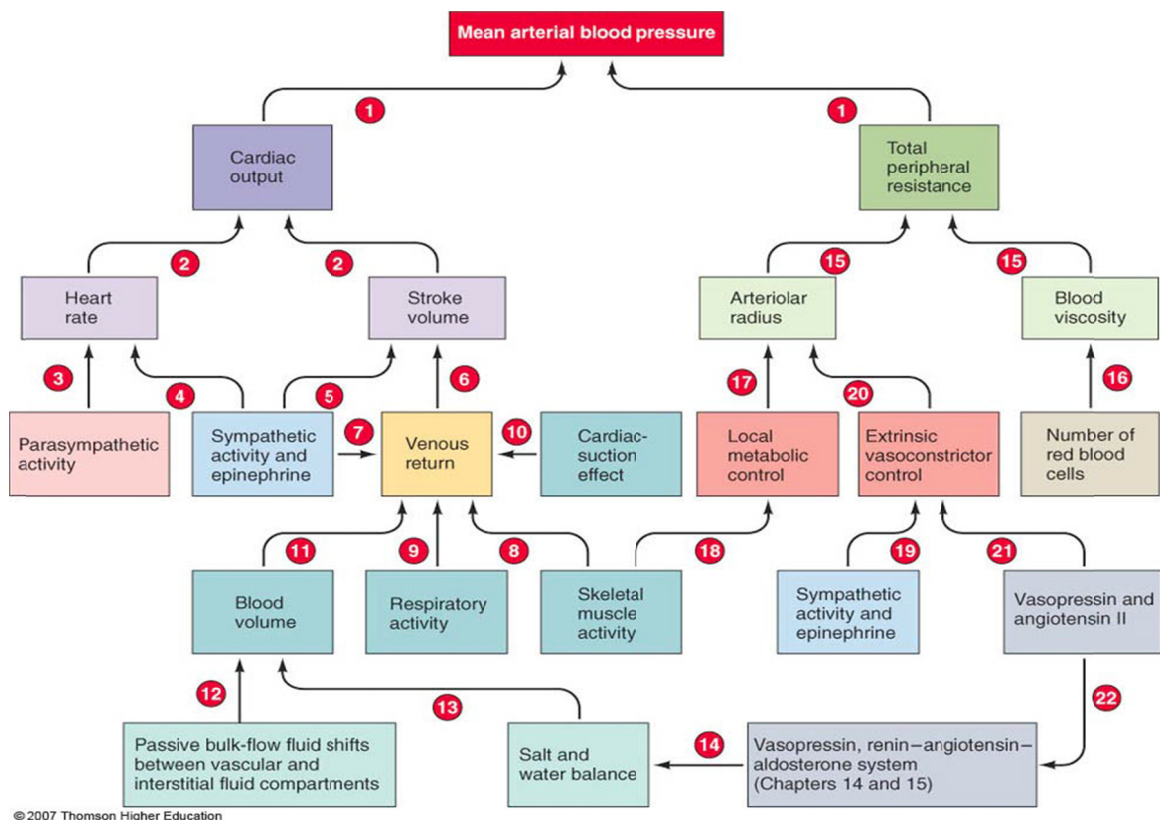 Mean arterial blood pressure
1
1
Cardiac
output
Total
peripheral
resistance
2
2
15
15
Heart
rate
Stroke
volume
Arteriolar
radius
Blood
viscosity
3
4
5
6
17
20
16
Parasympathetic
activity
Sympathetic
activity and
epinephrine
7
Venous
return
10
Cardiac-
suction
effect
Local
metabolic
control
Extrinsic
vasoconstrictor
control
Number of
red blood
cells
11
9
8
18
19
21
Blood
volume
Respiratory
activity
Skeletal
muscle
activity
Sympathetic
activity and
epinephrine
Vasopressin and
angiotensin II
12
13
22
Passive bulk-flow fluid shifts
between vascular and
interstitial fluid compartments
Salt and
water balance
14
Vasopressin, renin–angiotensin–
aldosterone system
(Chapters 14 and 15)
©2007 Thomson Higher Education